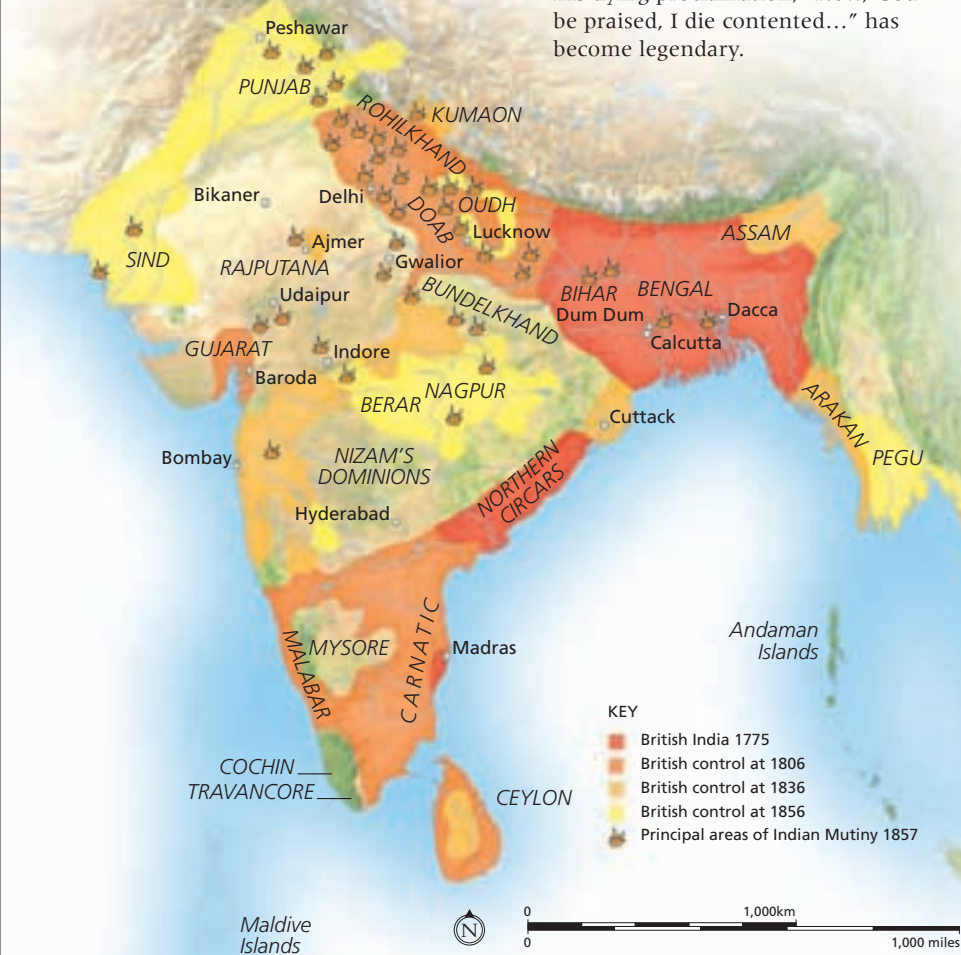 be praised, I die contented…” has
become legendary.
Peshawar
PUNJAB
ROHILKHAND
KUMAON
Bikaner
Delhi
DOAB
OUDH
Lucknow
ASSAM
SIND
Ajmer
RAJPUTANA
Gwalior
Udaipur
BUNDELKHAND
BIHAR
BENGAL
Dum Dum
Dacca
Calcutta
GUJARAT
Indore
Baroda
NAGPUR
BERAR
Cuttack
ARAKAN
PEGU
Bombay
NIZAM’S
DOMINIONS
NORTHERN
CIRCARS
Hyderabad
MALABAR
MYSORE
CARNATIC
Madras
Andaman
Islands
COCHIN
TRAVANCORE
CEYLON
KEY
British India 1775
British control at 1806
British control at 1836
British control at 1856
Principal areas of Indian Mutiny 1857
Maldive
Islands
N
0
1,000km
0
1,000 miles